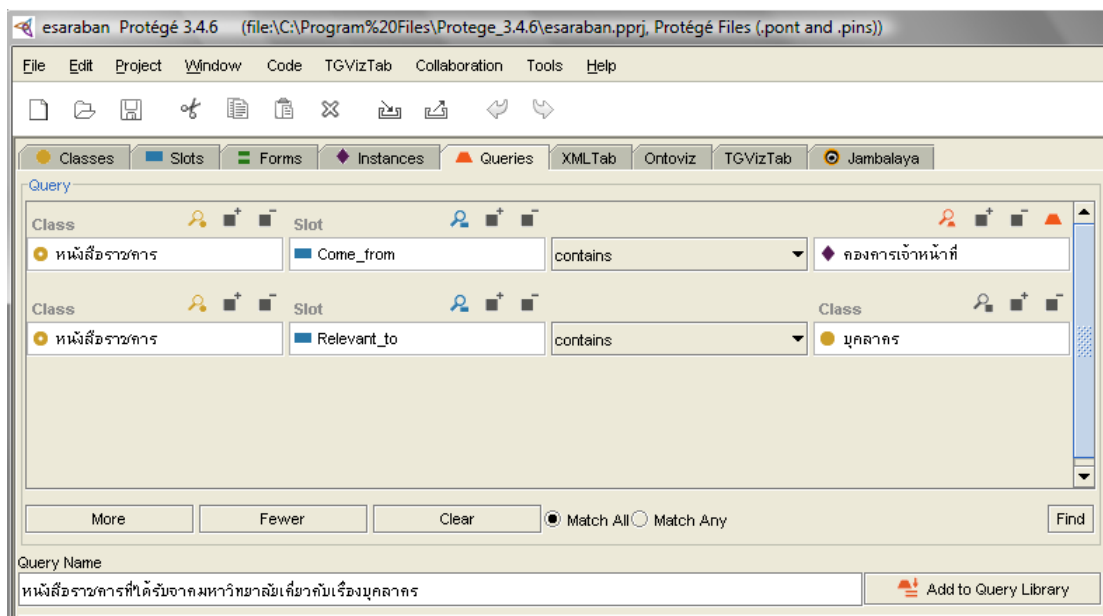 esaraban Protégé 3.4.6 (file:\C:\Program%20Files\Protege_3.4.6\esaraban.pprj, Protégé Files (.pont and .pins))
File Edit Project Window Code TGVizTab Collaboration Tools Help
Classes Slots Forms Instances Queries XMLTab Ontoviz TGVizTab Jambalaya
Query
Class Slot
หนังสือราชการ Come_from contains กองการเจ้าหน้าที่
Class Slot Class
หนังสือราชการ Relevant_to contains บุคลากร
More Fewer Clear Match All Match Any Find
Query Name
หนังสือราชการที่ได้รับจากมหาวิทยาลัยเกี่ยวกับเรื่องบุคลากร Add to Query Library